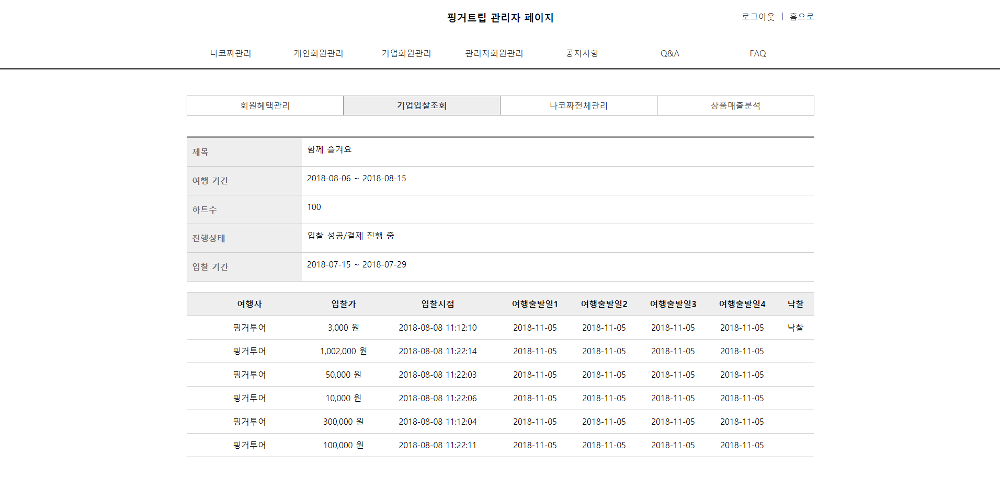 핑거트립 관리자 페이지
로그아웃 | 홈으로
나코짜관리 개인회원관리 기업회원관리 관리자회원관리 공지사항 Q&A FAQ
회원혜택관리 기업입찰조회 나코짜전체관리 상품매출분석
제목 함께 즐겨요
여행 기간 2018-08-06 ~ 2018-08-15
하트수 100
진행상태 입찰 성공/결제 진행 중
입찰 기간 2018-07-15 ~ 2018-07-29
여행사 입찰가 입찰시점 여행출발일1 여행출발일2 여행출발일3 여행출발일4 낙찰
핑거투어 3,000 원 2018-08-08 11:12:10 2018-11-05 2018-11-05 2018-11-05 2018-11-05 낙찰
핑거투어 1,002,000 원 2018-08-08 11:22:14 2018-11-05 2018-11-05 2018-11-05 2018-11-05
핑거투어 50,000 원 2018-08-08 11:22:03 2018-11-05 2018-11-05 2018-11-05 2018-11-05
핑거투어 10,000 원 2018-08-08 11:22:06 2018-11-05 2018-11-05 2018-11-05 2018-11-05
핑거투어 300,000 원 2018-08-08 11:12:04 2018-11-05 2018-11-05 2018-11-05 2018-11-05
핑거투어 100,000 원 2018-08-08 11:22:11 2018-11-05 2018-11-05 2018-11-05 2018-11-05